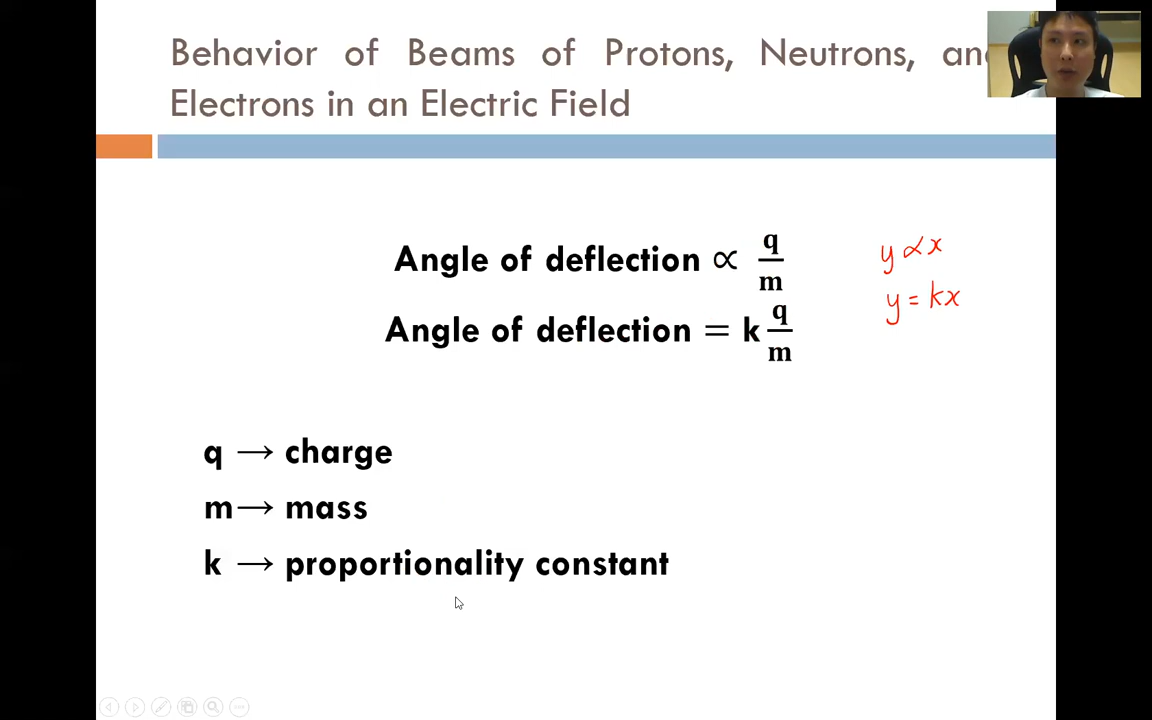 Behavior of Beams of Protons, Neutrons, an
Electrons in an Electric Field
Angle of deflection ∝ q/m
y ∝ x
Angle of deflection = k q/m
y = kx
q → charge
m → mass
k → proportionality constant